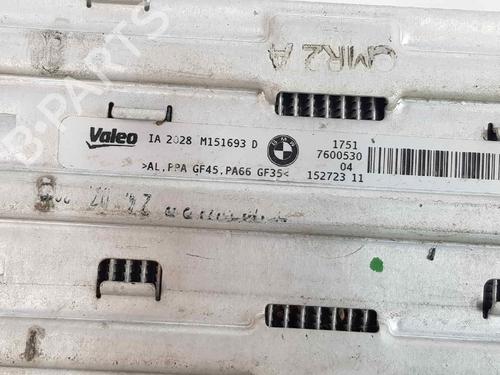 CMR2 A
B-PARTS
Valeo IA 2028 M151693 D 1751
7600530
>AL,PPA GF45,PA66 GF35< 04
152723 11